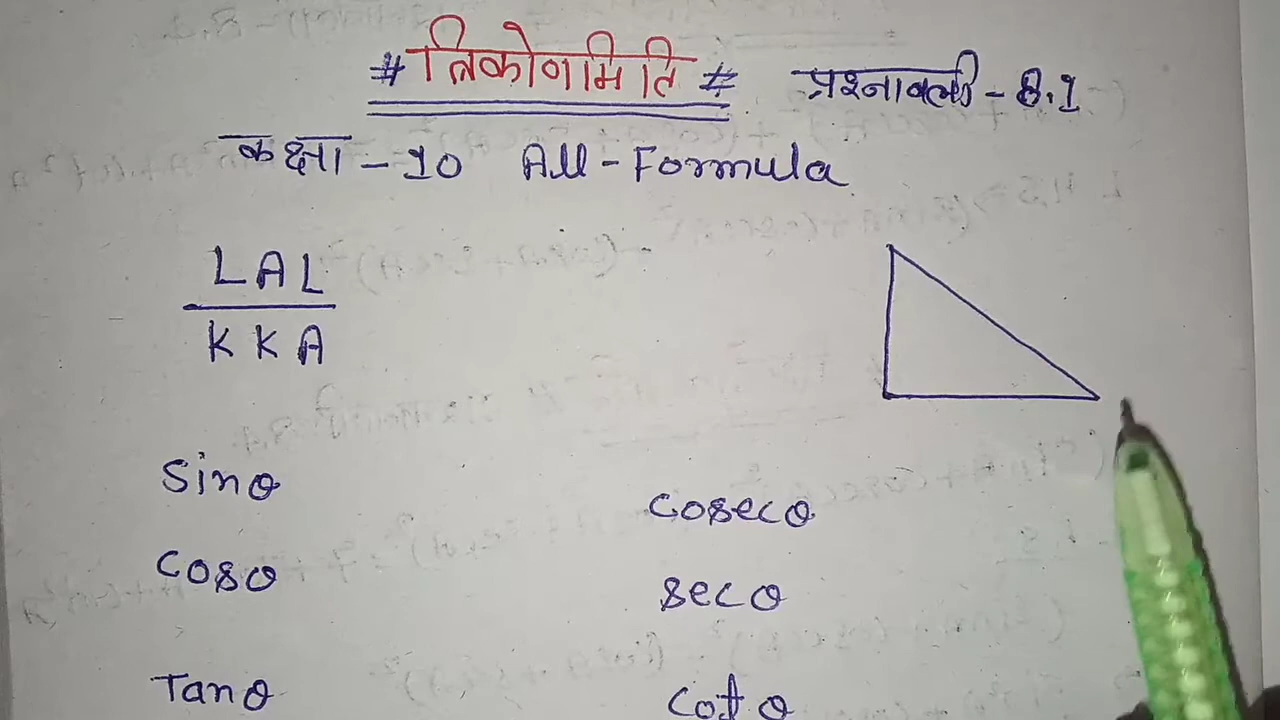 # त्रिकोणमिति # प्रश्नावली - 8.1
कक्षा - 10 All - Formula
LAL
KKA
Sinθ
Cosθ
Tanθ
Cosecθ
Secθ
Cotθ